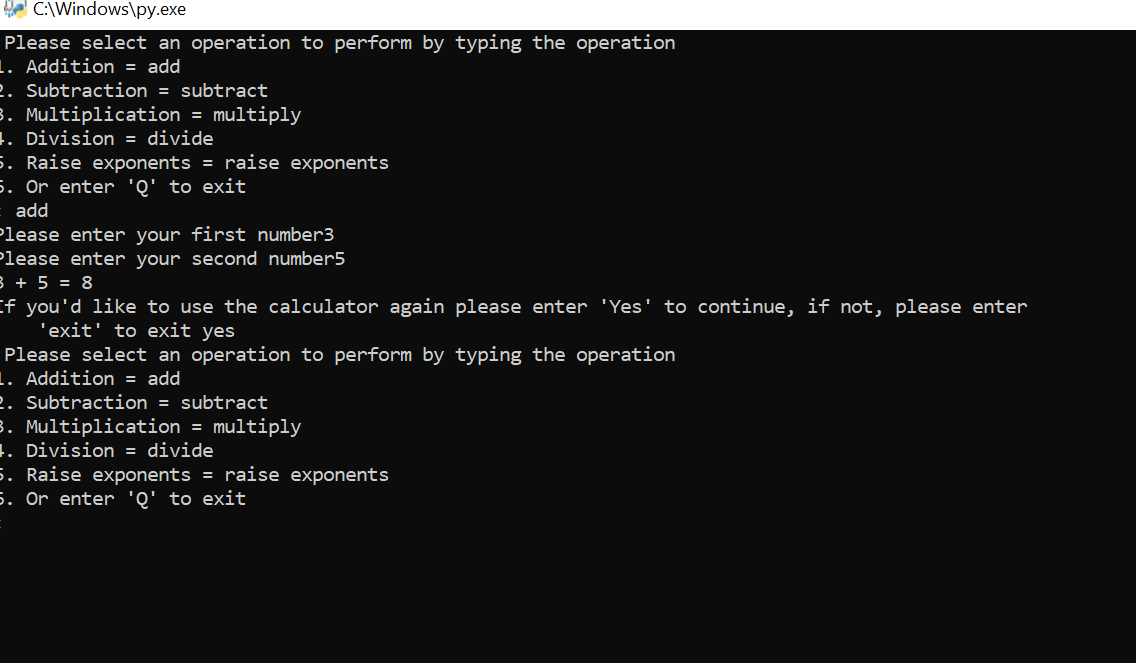 C:\Windows\py.exe
Please select an operation to perform by typing the operation
1. Addition = add
2. Subtraction = subtract
3. Multiplication = multiply
4. Division = divide
5. Raise exponents = raise exponents
6. Or enter 'Q' to exit
: add
Please enter your first number3
Please enter your second number5
3 + 5 = 8
If you'd like to use the calculator again please enter 'Yes' to continue, if not, please enter
'exit' to exit yes
Please select an operation to perform by typing the operation
1. Addition = add
2. Subtraction = subtract
3. Multiplication = multiply
4. Division = divide
5. Raise exponents = raise exponents
6. Or enter 'Q' to exit
: